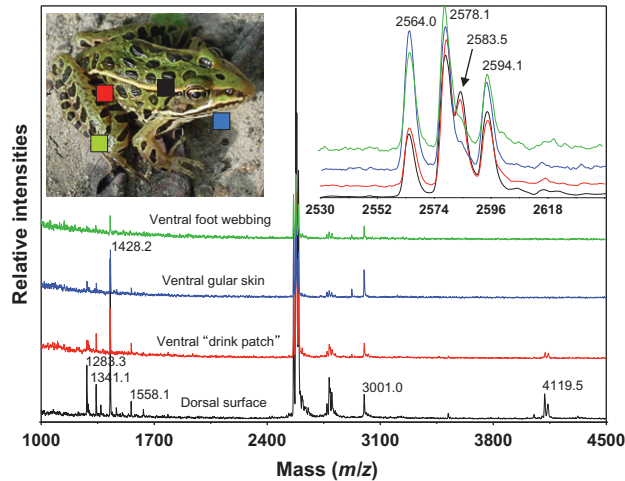 2564.0
2578.1
2583.5
2594.1
2530 2552 2574 2596 2618
Relative intensities
Ventral foot webbing
1428.2
Ventral gular skin
Ventral “drink patch”
1283.3
1341.1
1558.1
Dorsal surface
3001.0
4119.5
1000 1700 2400 3100 3800 4500
Mass (m/z)